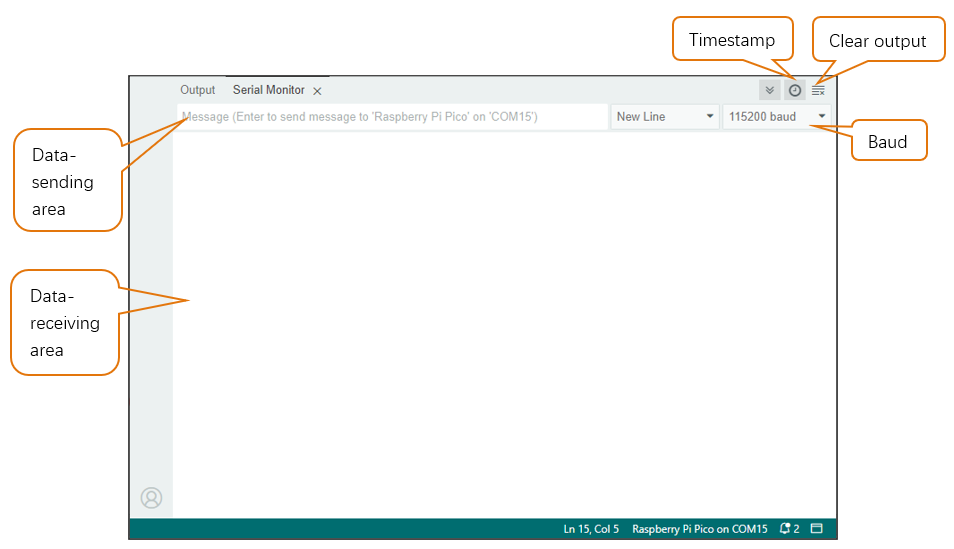 Timestamp
Clear output
Output
Serial Monitor
Message (Enter to send message to 'Raspberry Pi Pico' on 'COM15')
New Line
115200 baud
Baud
Data-
sending
area
Data-
receiving
area
Ln 15, Col 5
Raspberry Pi Pico on COM15
2